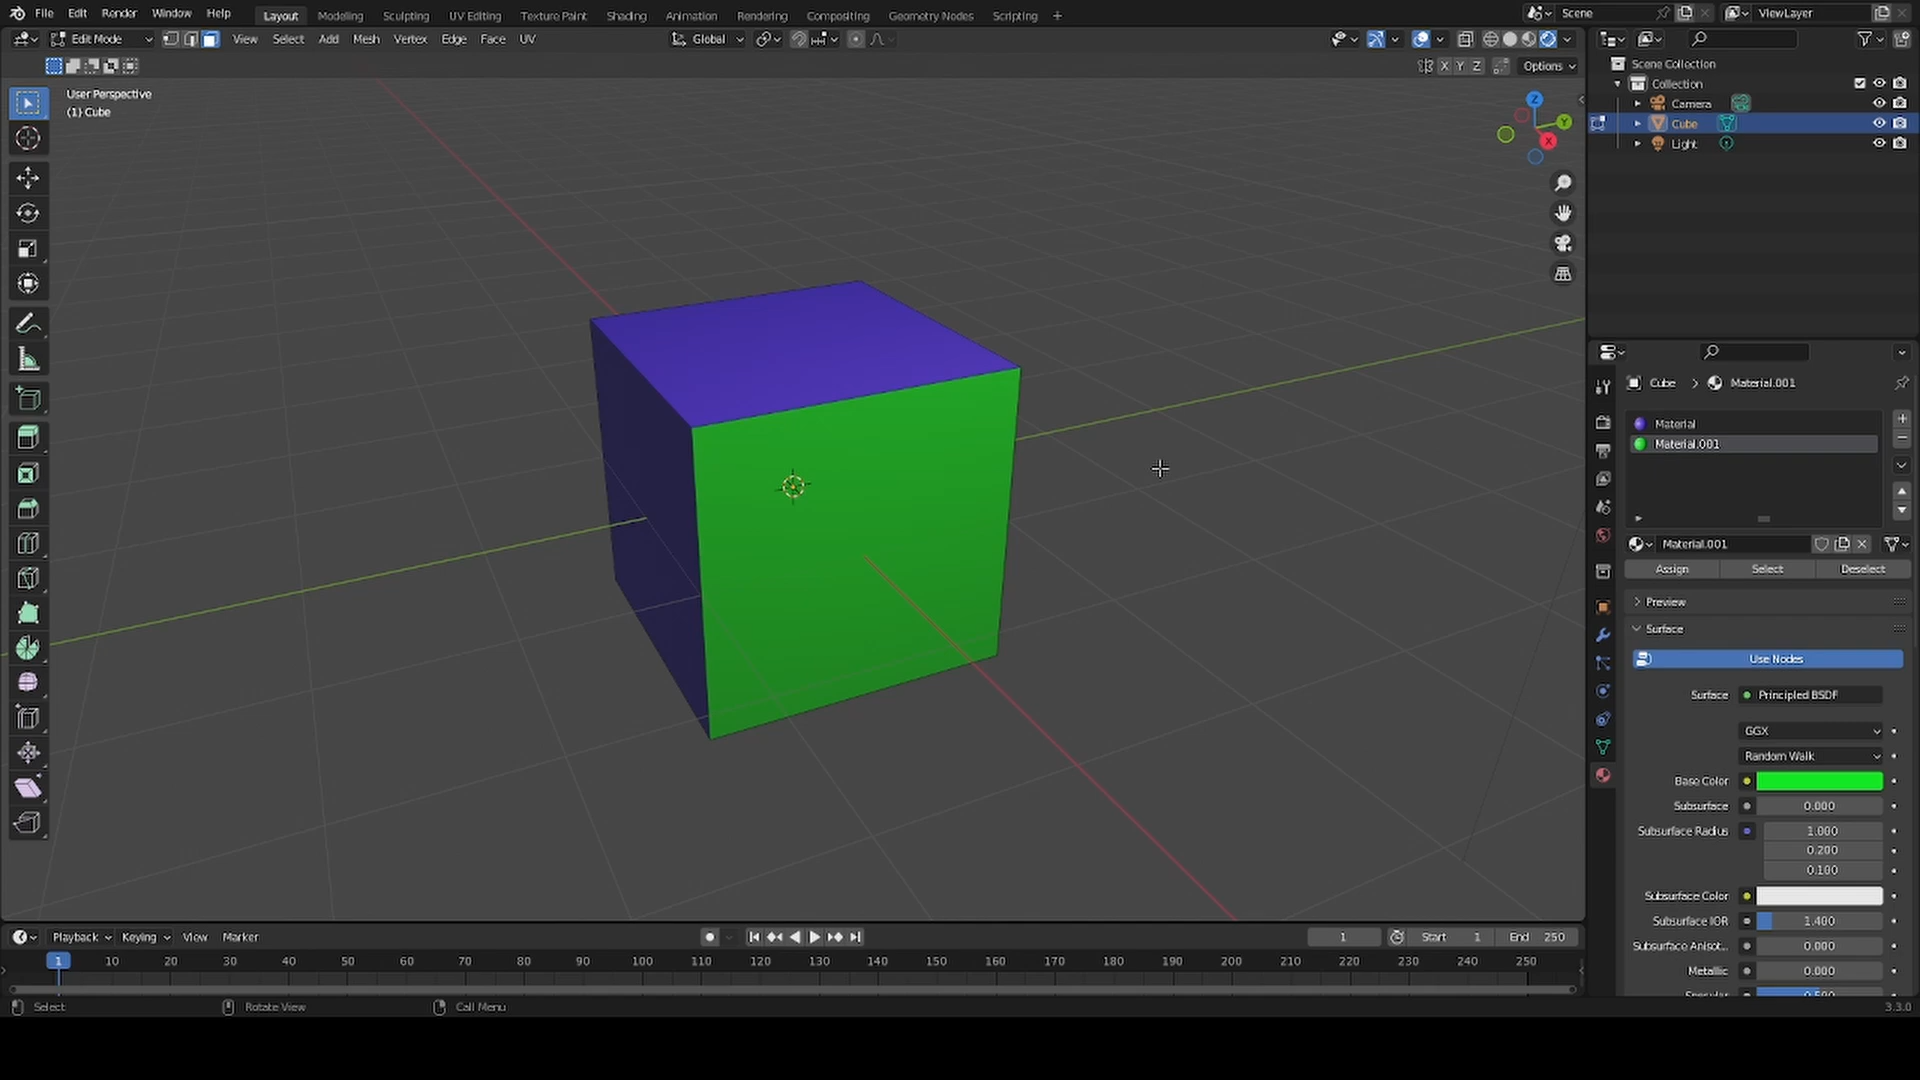 File Edit Render Window Help Layout Modeling Sculpting UV Editing Texture Paint Shading Animation Rendering Compositing Geometry Nodes Scripting + Scene ViewLayer
Edit Mode View Select Add Mesh Vertex Edge Face UV Global
X Y Z Options
User Perspective
(1) Cube
Z
Y
X
Scene Collection
Collection
Camera
Cube
Light
Cube > Material.001
Material
Material.001
Material.001
Assign Select Deselect
Preview
Surface
Use Nodes
Surface Principled BSDF
GGX
Random Walk
Base Color
Subsurface 0.000
Subsurface Radius 1.000
0.200
0.100
Subsurface Color
Subsurface IOR 1.400
Subsurface Anisot... 0.000
Metallic 0.000
Specular 0.500
Playback Keying View Marker 1 Start 1 End 250
1 10 20 30 40 50 60 70 80 90 100 110 120 130 140 150 160 170 180 190 200 210 220 230 240 250
Select Rotate View Call Menu 3.3.0